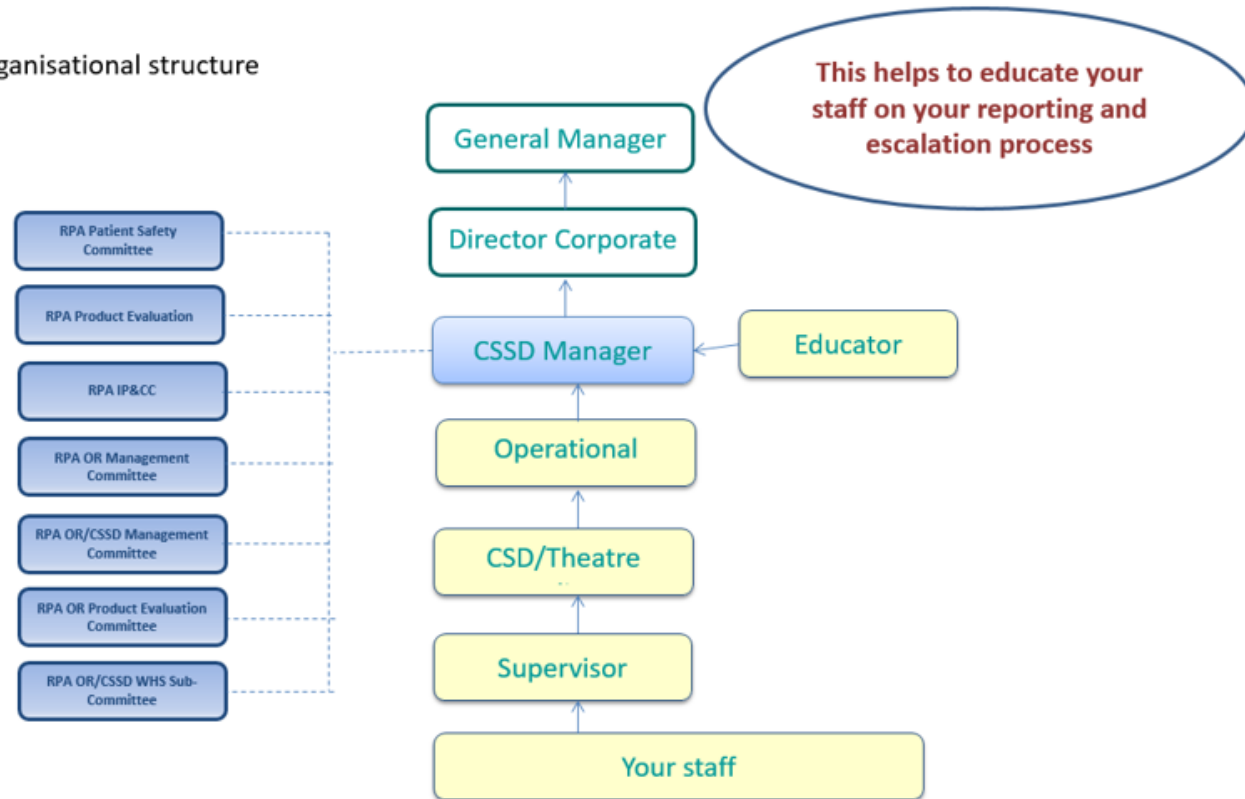 ganisational structure
This helps to educate your
staff on your reporting and
escalation process
General Manager
Director Corporate
CSSD Manager
Educator
Operational
CSD/Theatre
Supervisor
Your staff
RPA Patient Safety
Committee
RPA Product Evaluation
RPA IP&CC
RPA OR Management
Committee
RPA OR/CSSD Management
Committee
RPA OR Product Evaluation
Committee
RPA OR/CSSD WHS Sub-
Committee